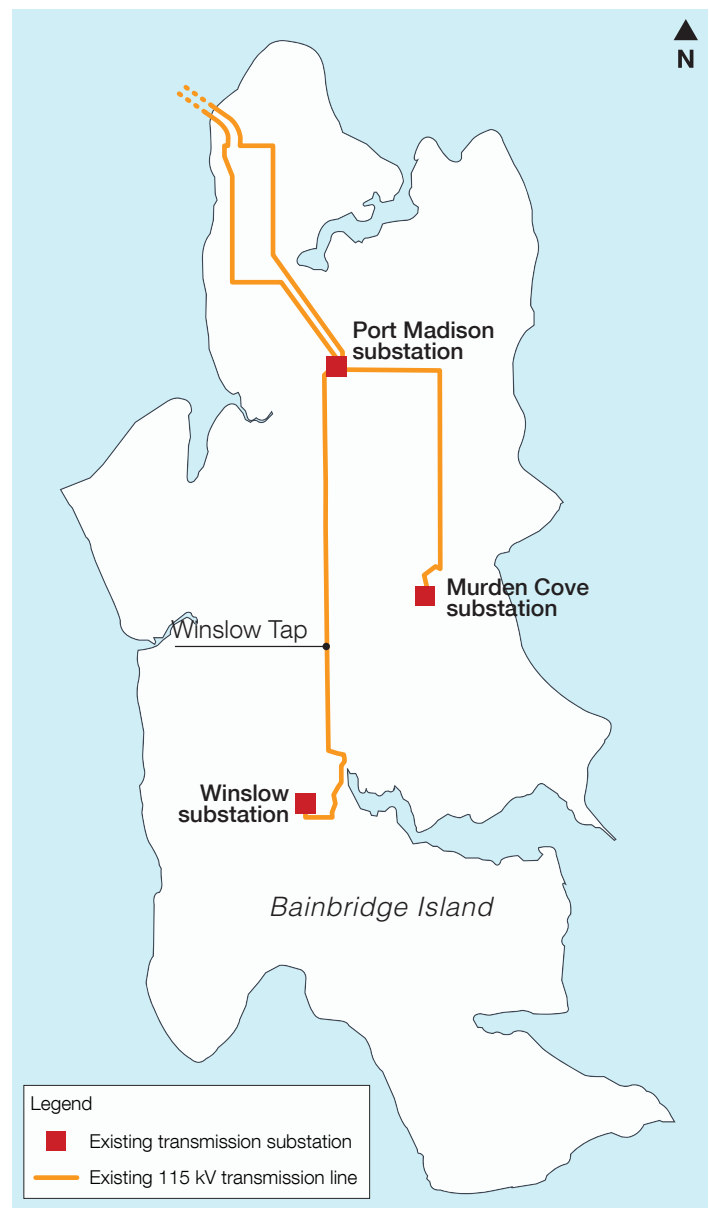 N
Port Madison
substation
Murden Cove
substation
Winslow Tap
Winslow
substation
Bainbridge Island
Legend
Existing transmission substation
Existing 115 kV transmission line